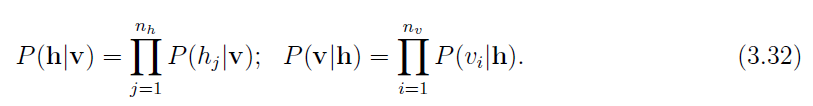 P(h|v) = ∏_{j=1}^{n_h} P(h_j|v);  P(v|h) = ∏_{i=1}^{n_v} P(v_i|h).  (3.32)